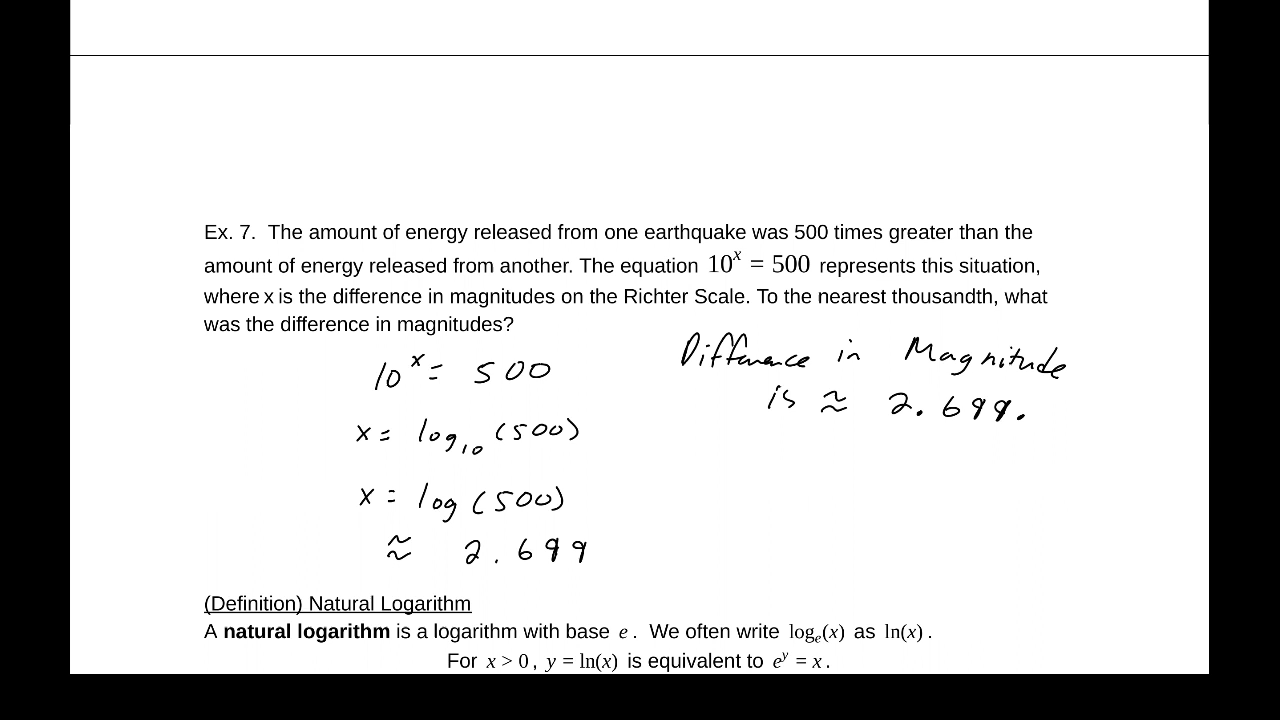 Ex. 7. The amount of energy released from one earthquake was 500 times greater than the
amount of energy released from another. The equation 10ˣ = 500 represents this situation,
where x is the difference in magnitudes on the Richter Scale. To the nearest thousandth, what
was the difference in magnitudes?
10ˣ = 500
x = log₁₀ (500)
x = log (500)
≈ 2.699
Difference in Magnitude
is ≈ 2.699.
(Definition) Natural Logarithm
A natural logarithm is a logarithm with base e. We often write logₑ(x) as ln(x).
For x > 0, y = ln(x) is equivalent to eʸ = x.